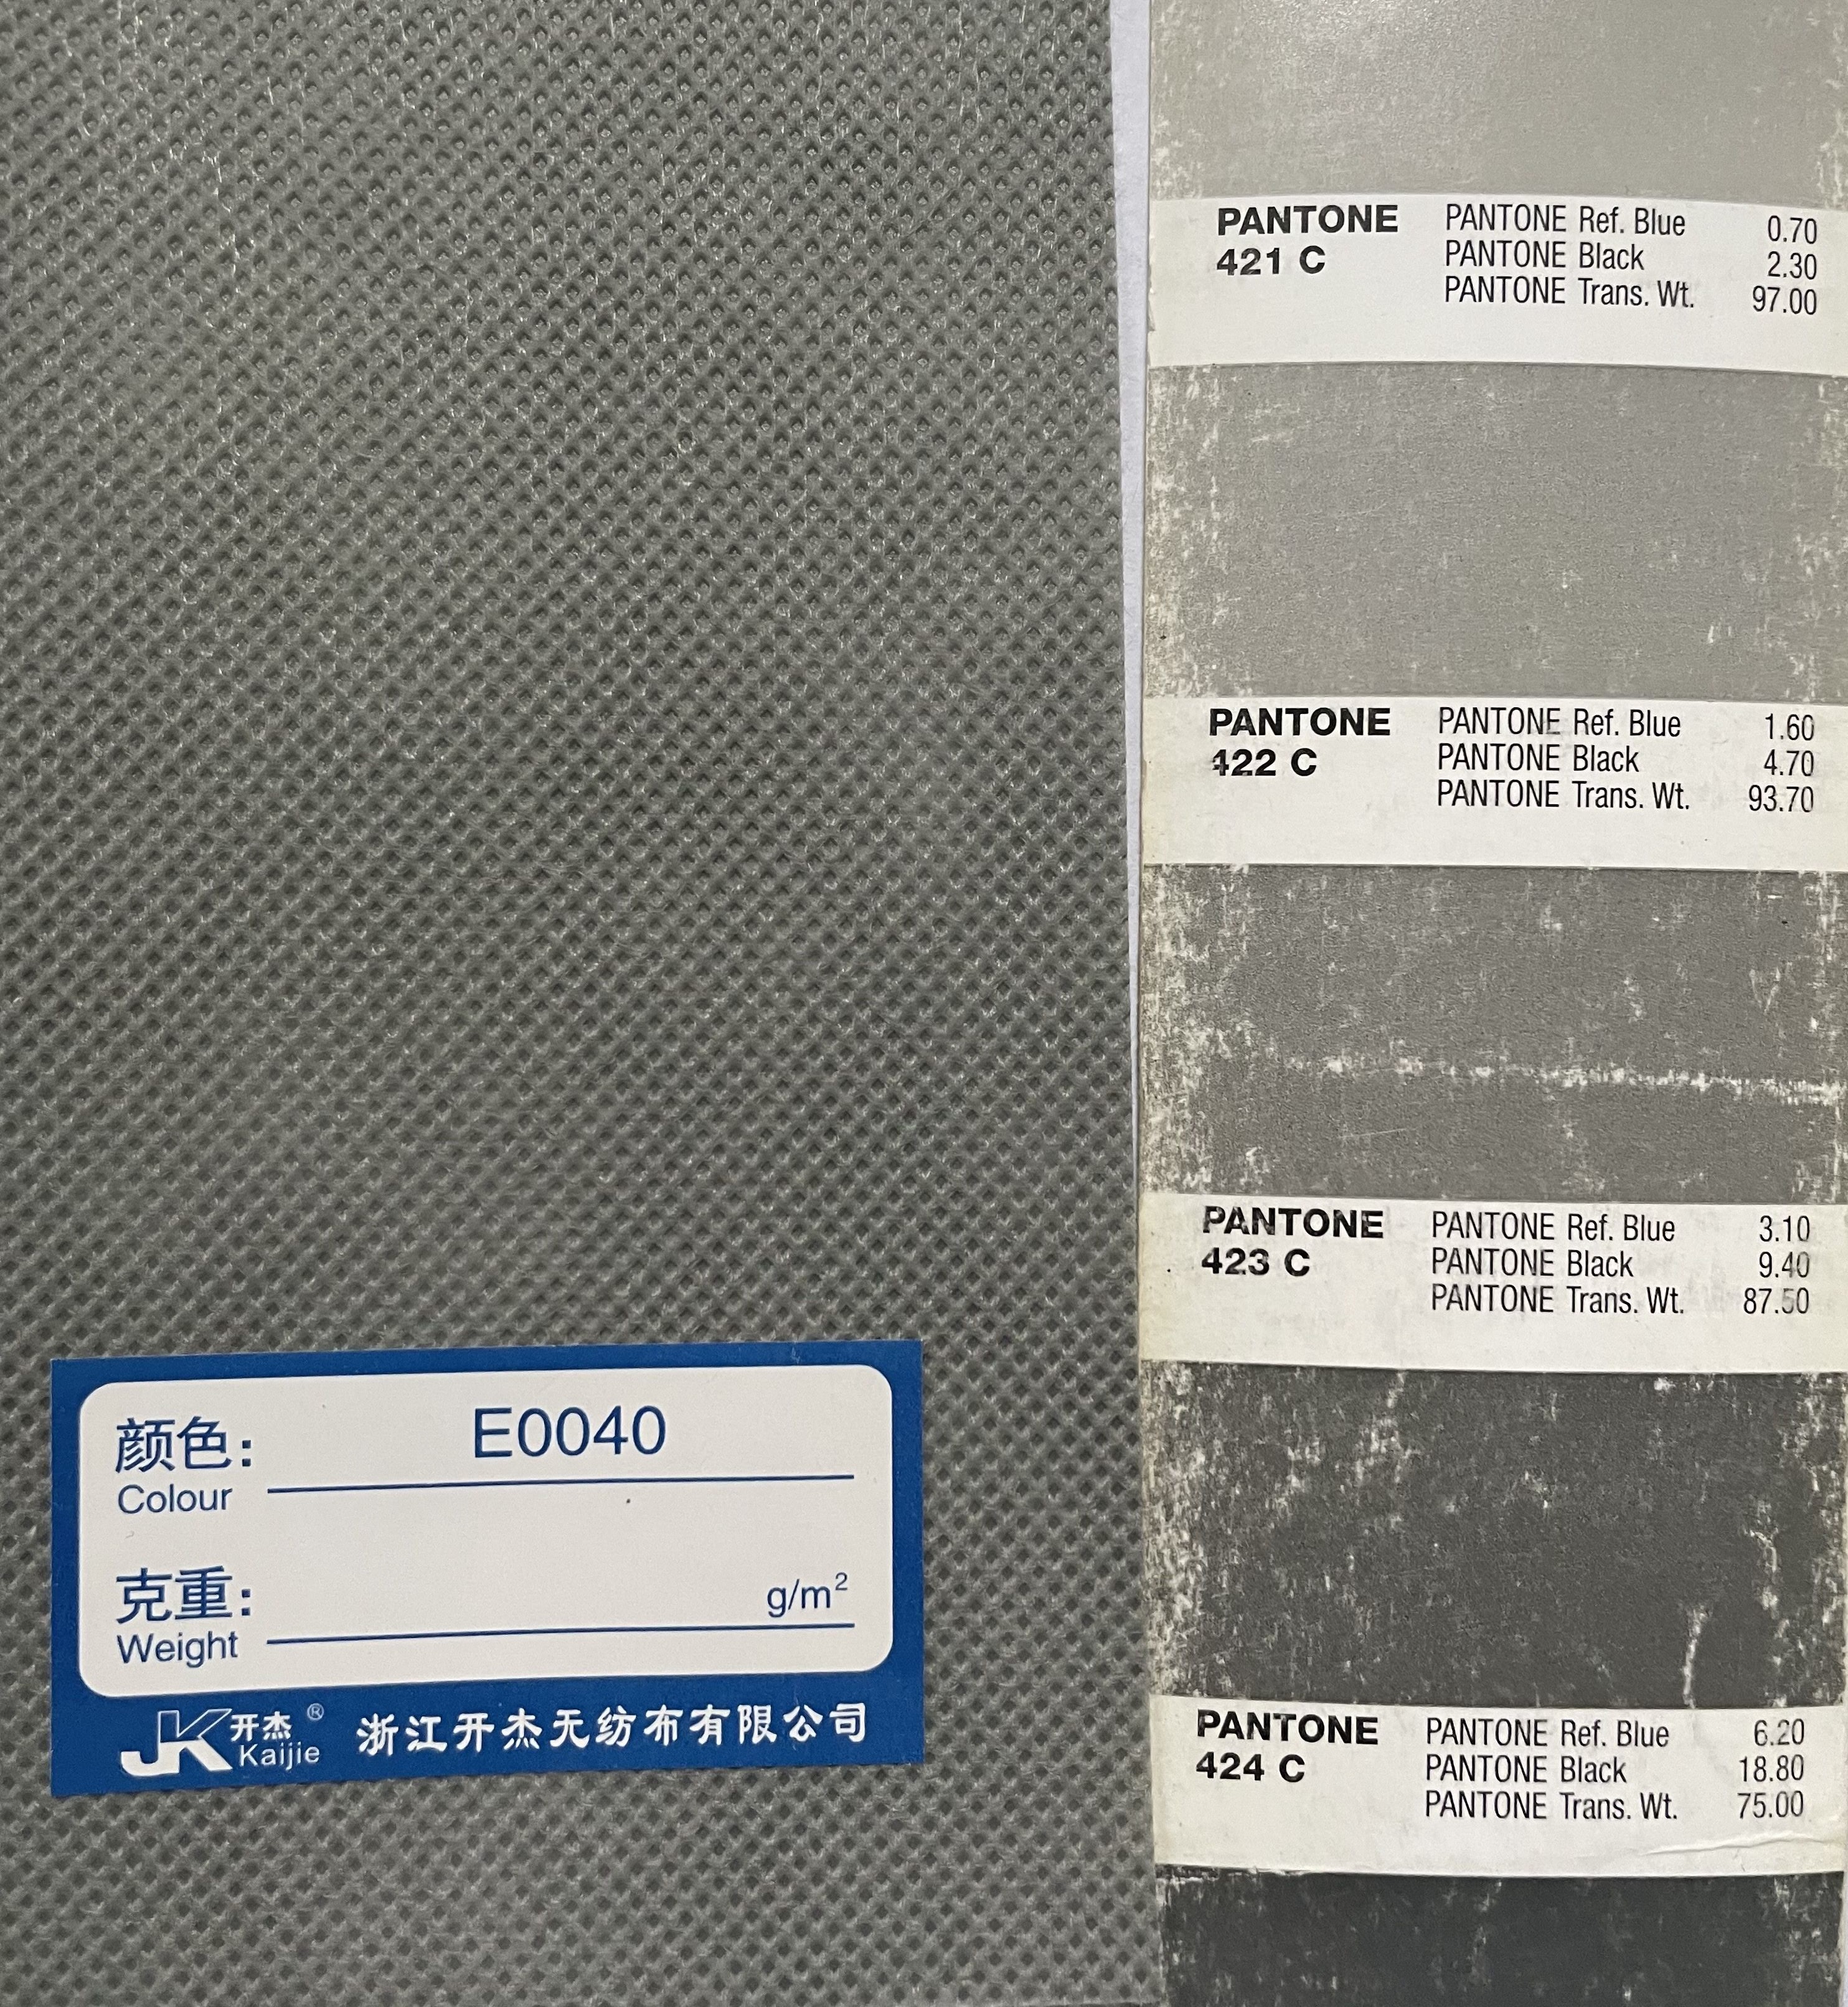 PANTONE
421 C
PANTONE Ref. Blue 0.70
PANTONE Black 2.30
PANTONE Trans. Wt. 97.00
PANTONE
422 C
PANTONE Ref. Blue 1.60
PANTONE Black 4.70
PANTONE Trans. Wt. 93.70
PANTONE
423 C
PANTONE Ref. Blue 3.10
PANTONE Black 9.40
PANTONE Trans. Wt. 87.50
PANTONE
424 C
PANTONE Ref. Blue 6.20
PANTONE Black 18.80
PANTONE Trans. Wt. 75.00
颜色: E0040
Colour
克重: g/m²
Weight
JK 开杰 ®
Kaijie
浙江开杰无纺布有限公司